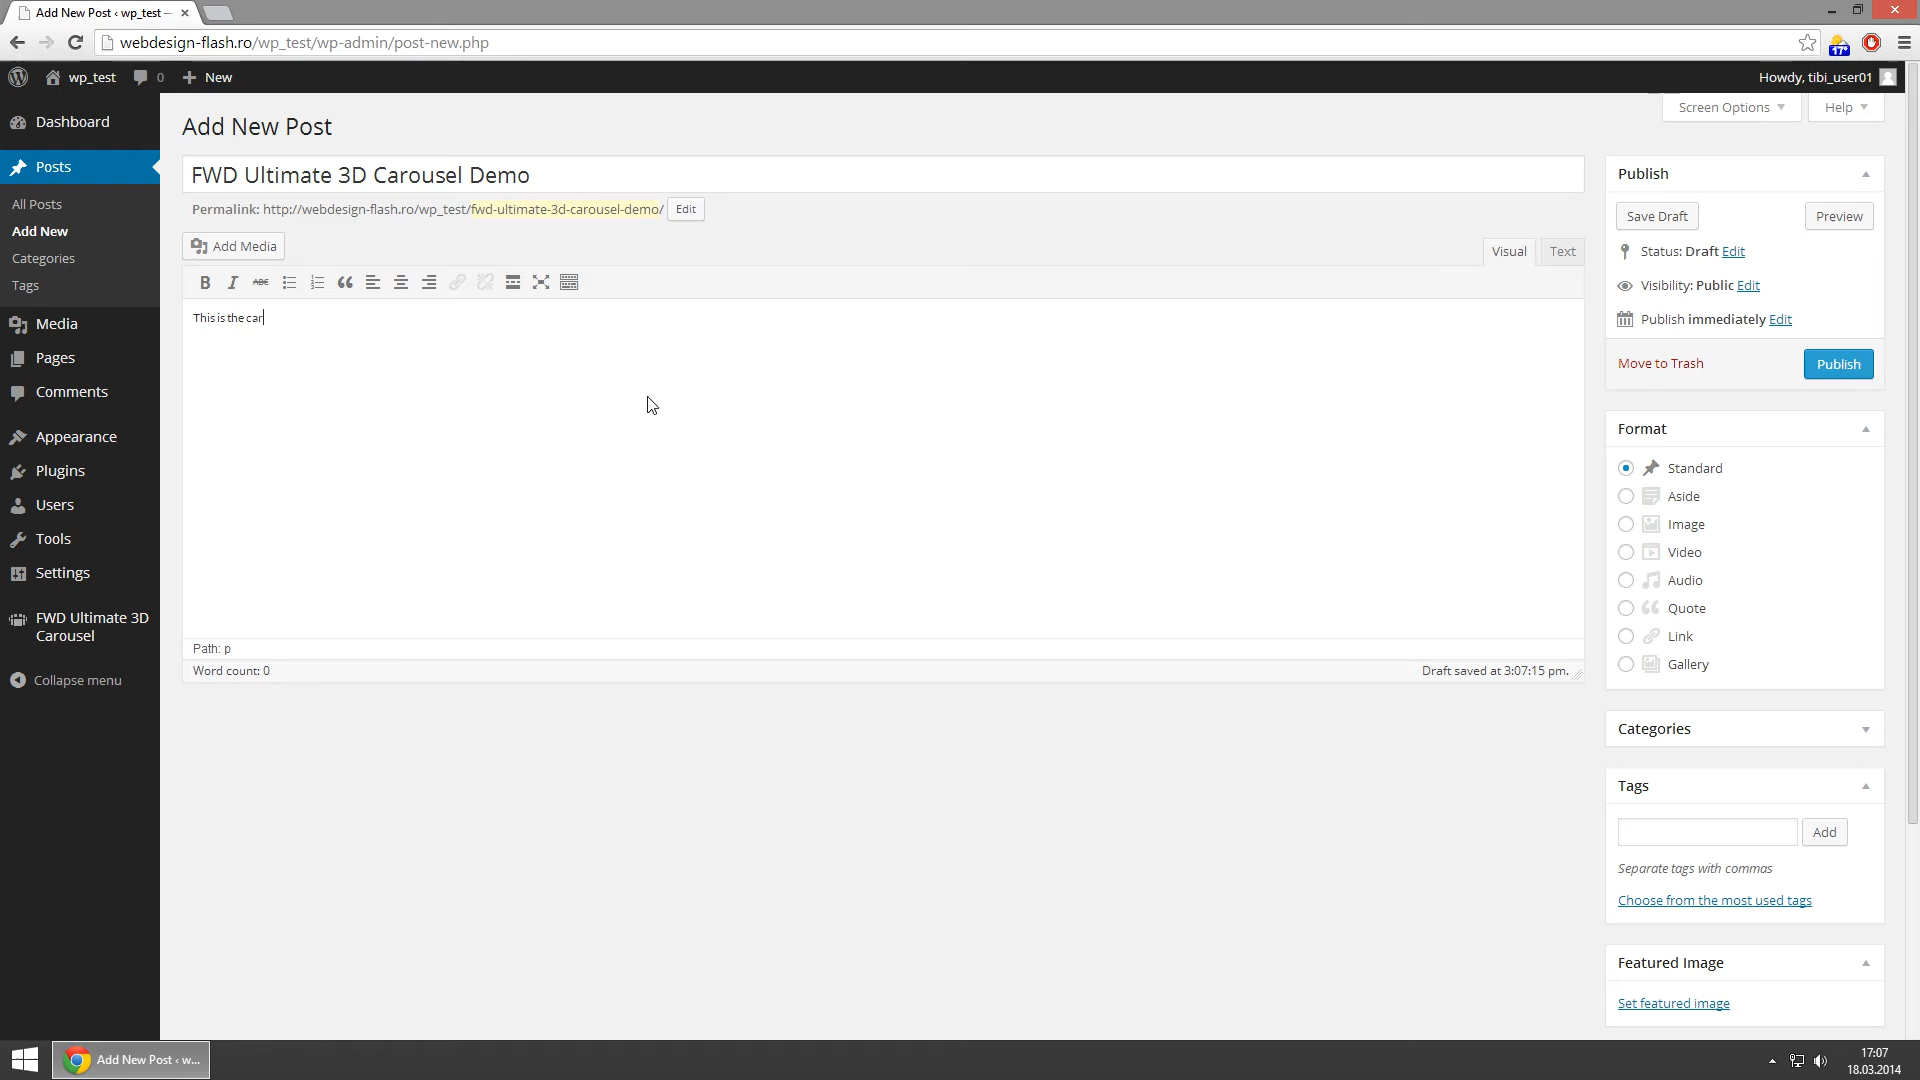 Add New Post ‹ wp_test —
webdesign-flash.ro/wp_test/wp-admin/post-new.php
17°
wp_test 0 New
Howdy, tibi_user01
Dashboard
Posts
All Posts
Add New
Categories
Tags
Media
Pages
Comments
Appearance
Plugins
Users
Tools
Settings
FWD Ultimate 3D
Carousel
Collapse menu
Screen Options
Help
Add New Post
FWD Ultimate 3D Carousel Demo
Permalink: http://webdesign-flash.ro/wp_test/fwd-ultimate-3d-carousel-demo/ Edit
Add Media
Visual Text
B I ABC
This is the car
Path: p
Word count: 0
Draft saved at 3:07:15 pm.
Publish
Save Draft Preview
Status: Draft Edit
Visibility: Public Edit
Publish immediately Edit
Move to Trash Publish
Format
Standard
Aside
Image
Video
Audio
Quote
Link
Gallery
Categories
Tags
Add
Separate tags with commas
Choose from the most used tags
Featured Image
Set featured image
Add New Post ‹ w...
17:07
18.03.2014